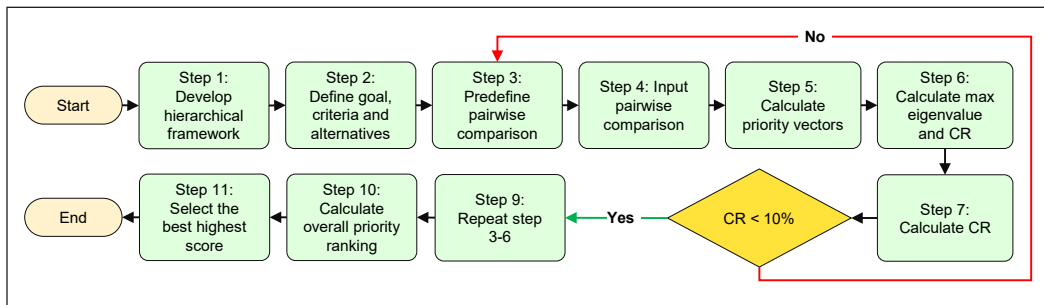 No
Start
Step 1:
Develop
hierarchical
framework
Step 2:
Define goal,
criteria and
alternatives
Step 3:
Predefine
pairwise
comparison
Step 4: Input
pairwise
comparison
Step 5:
Calculate
priority vectors
Step 6:
Calculate max
eigenvalue
and CR
End
Step 11:
Select the
best highest
score
Step 10:
Calculate
overall priority
ranking
Step 9:
Repeat step
3-6
Yes
CR < 10%
Step 7:
Calculate CR